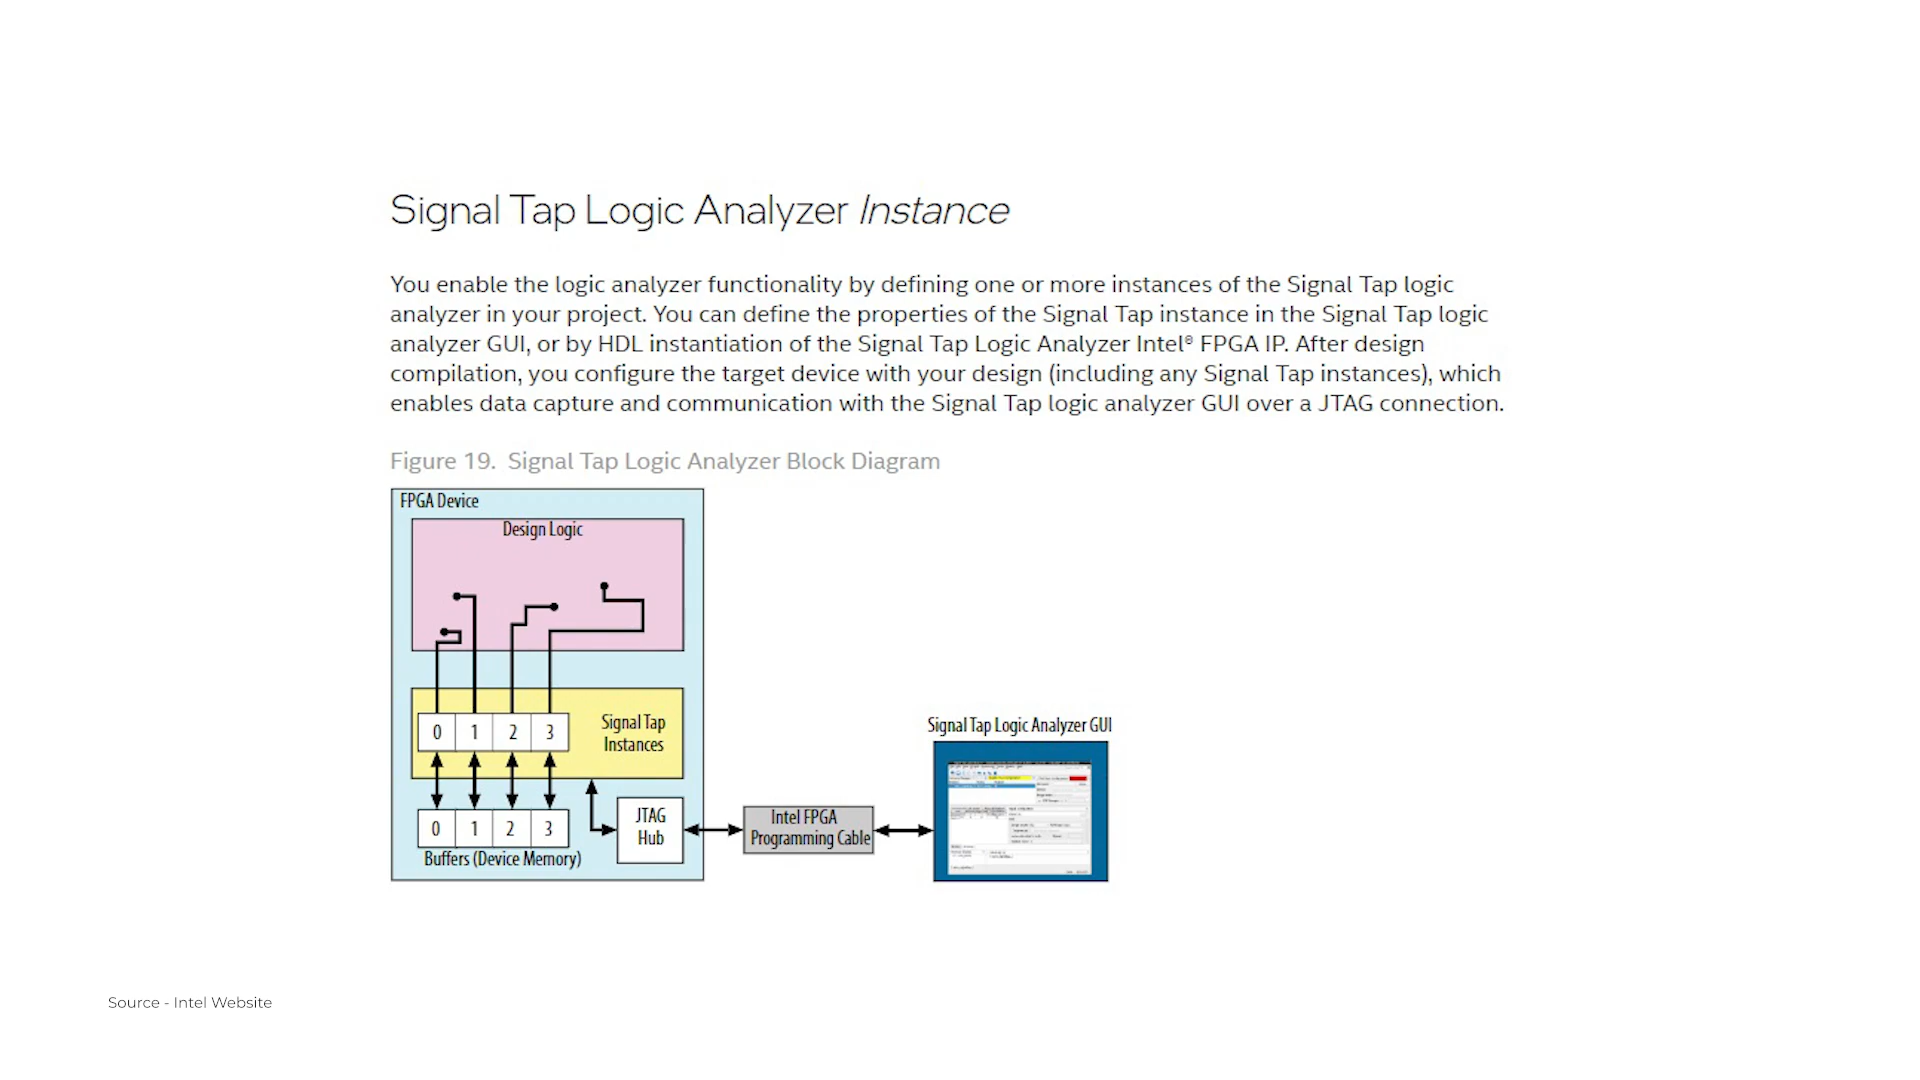 Signal Tap Logic Analyzer Instance
You enable the logic analyzer functionality by defining one or more instances of the Signal Tap logic
analyzer in your project. You can define the properties of the Signal Tap instance in the Signal Tap logic
analyzer GUI, or by HDL instantiation of the Signal Tap Logic Analyzer Intel® FPGA IP. After design
compilation, you configure the target device with your design (including any Signal Tap instances), which
enables data capture and communication with the Signal Tap logic analyzer GUI over a JTAG connection.
Figure 19. Signal Tap Logic Analyzer Block Diagram
FPGA Device
Design Logic
0 1 2 3
Signal Tap
Instances
0 1 2 3
Buffers (Device Memory)
JTAG
Hub
Intel FPGA
Programming Cable
Signal Tap Logic Analyzer GUI
Source - Intel Website